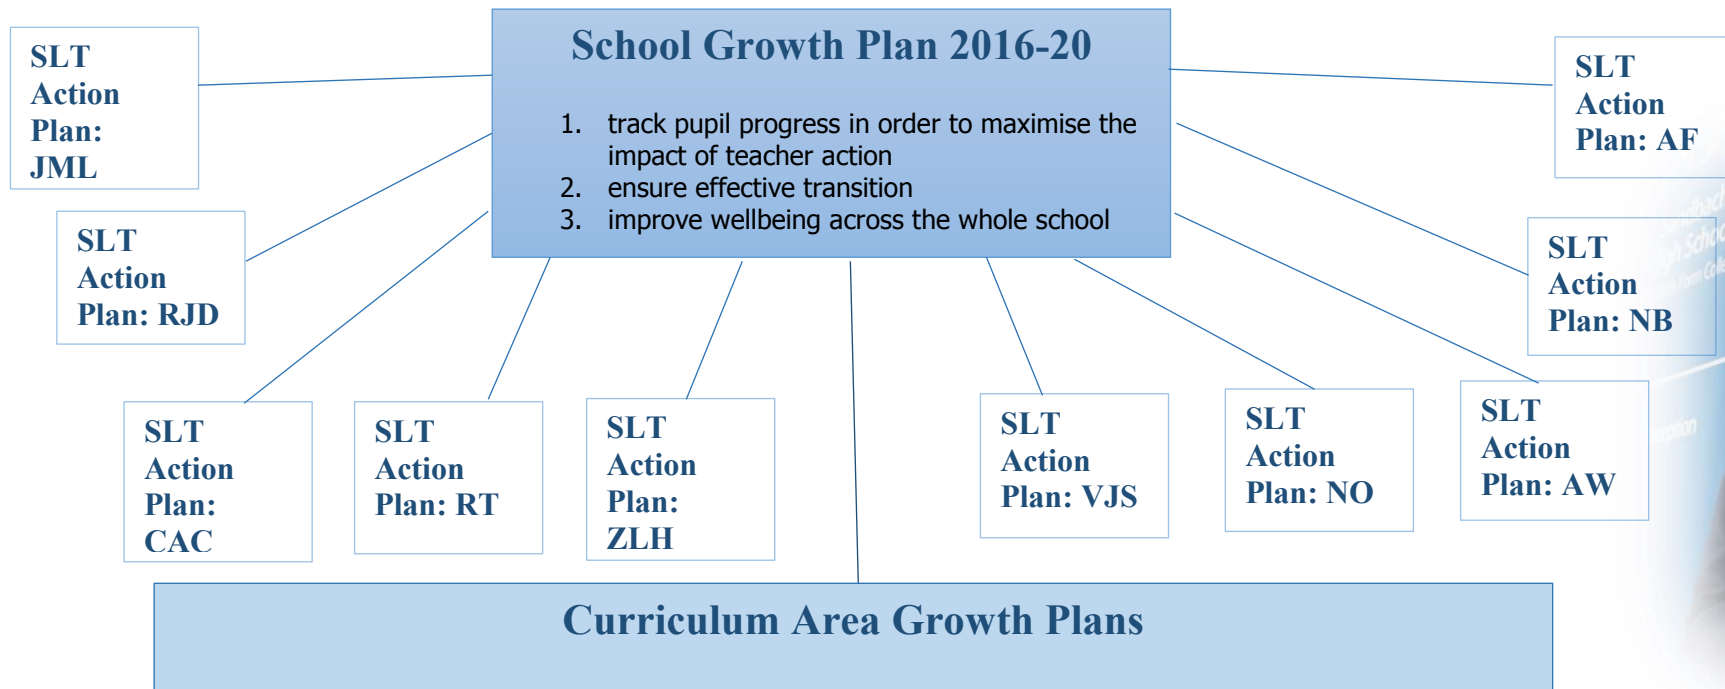 School Growth Plan 2016-20
1. track pupil progress in order to maximise the
impact of teacher action
2. ensure effective transition
3. improve wellbeing across the whole school
SLT
Action
Plan:
JML
SLT
Action
Plan: RJD
SLT
Action
Plan:
CAC
SLT
Action
Plan: RT
SLT
Action
Plan:
ZLH
SLT
Action
Plan: VJS
SLT
Action
Plan: NO
SLT
Action
Plan: AW
SLT
Action
Plan: NB
SLT
Action
Plan: AF
Curriculum Area Growth Plans